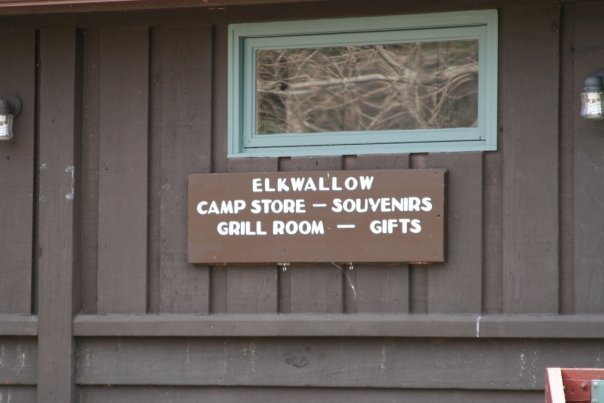 ELKWALLOW
CAMP STORE — SOUVENIRS
GRILL ROOM — GIFTS